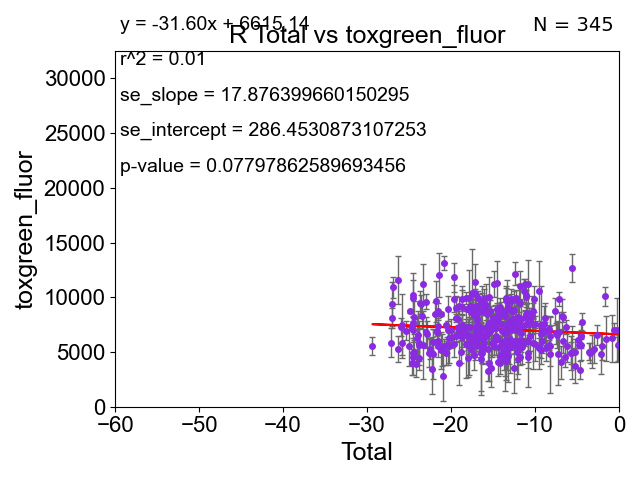 y = -31.60x + 6615.14
N = 345
R Total vs toxgreen_fluor
r^2 = 0.01
se_slope = 17.876399660150295
se_intercept = 286.4530873107253
p-value = 0.07797862589693456
toxgreen_fluor
30000
25000
20000
15000
10000
5000
0
−60 −50 −40 −30 −20 −10 0
Total